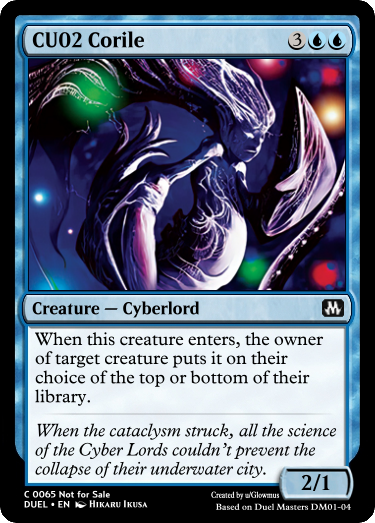 CU02 Corile
3
Creature — Cyberlord
M
When this creature enters, the owner
of target creature puts it on their
choice of the top or bottom of their
library.
When the cataclysm struck, all the science
of the Cyber Lords couldn't prevent the
collapse of their underwater city.
2/1
C 0065 Not for Sale
DUEL • EN Hikaru Ikusa
Created by u/Glowmus
Based on Duel Masters DM01-04